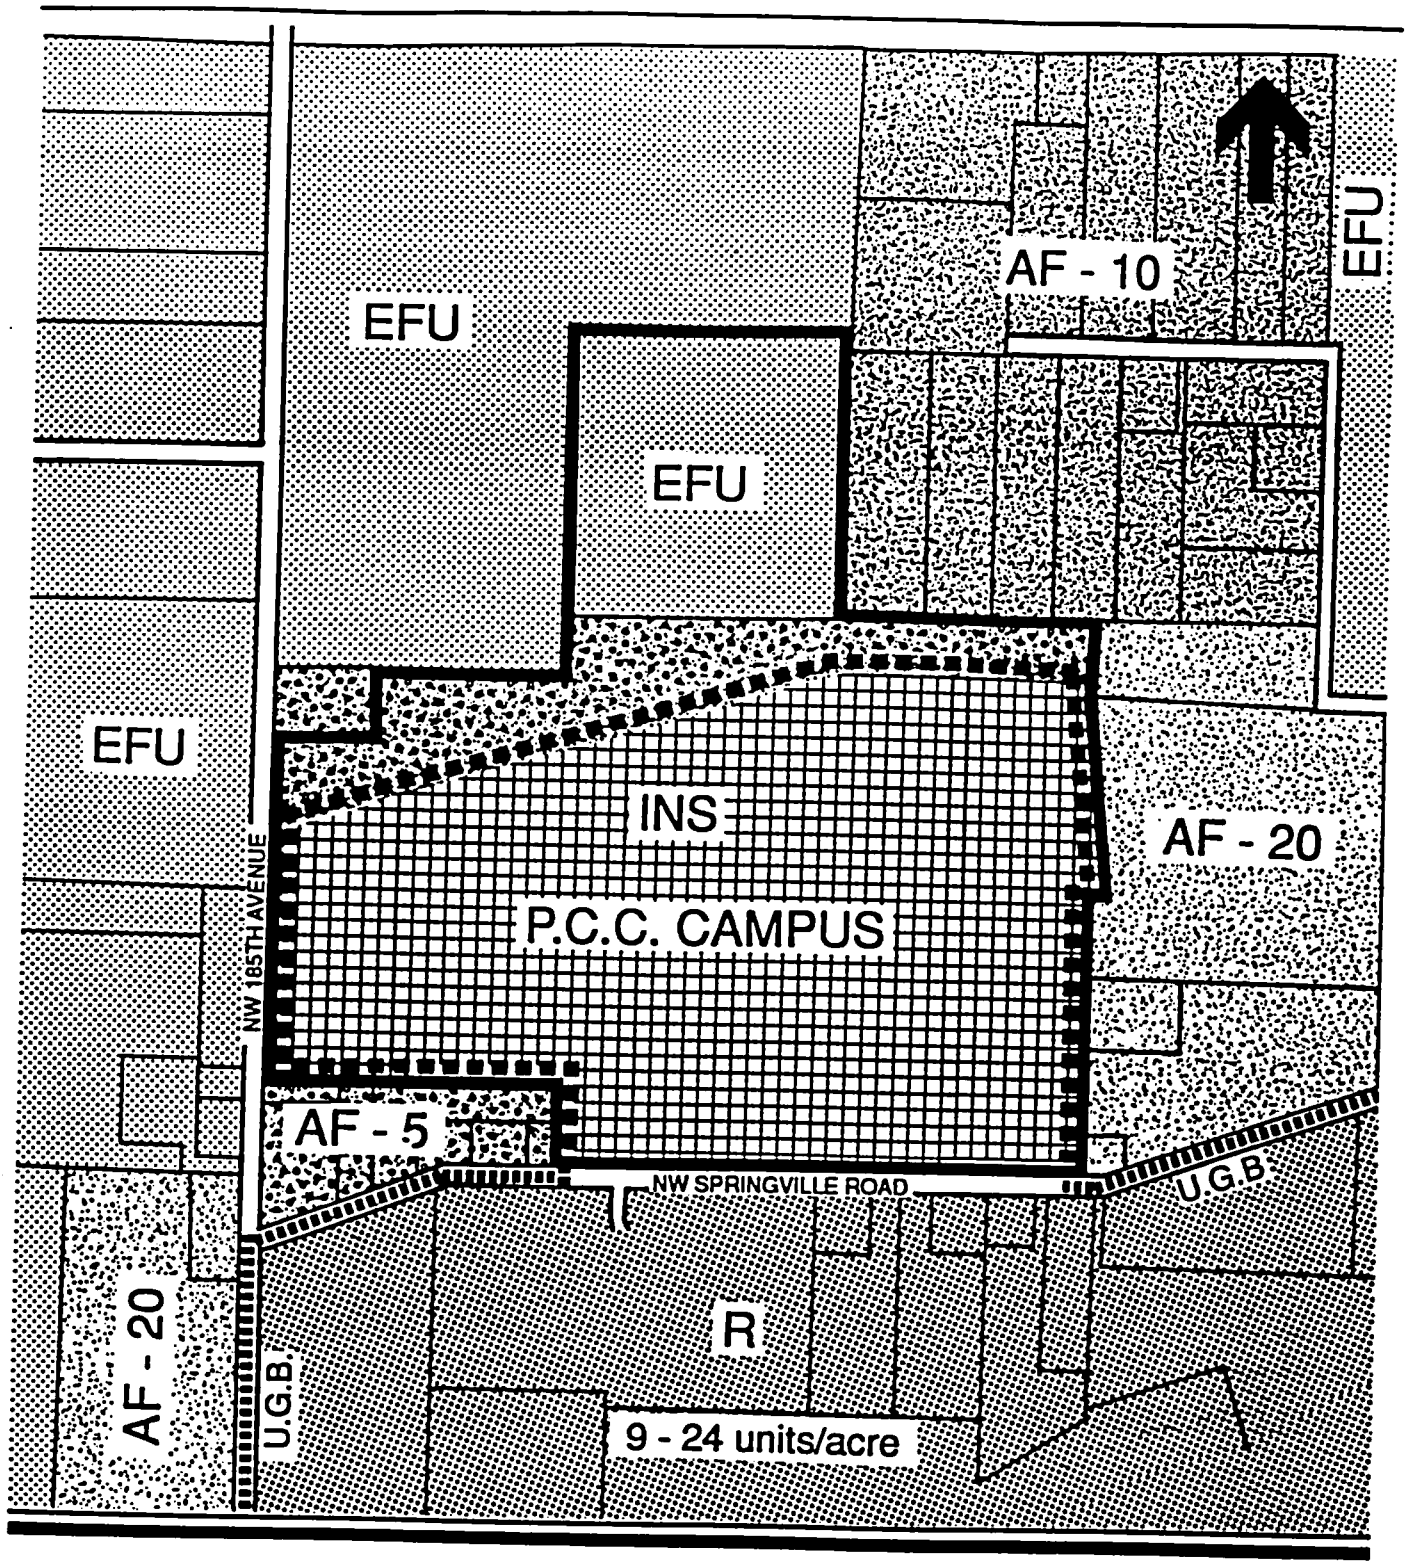 EFU
AF - 10
EFU
EFU
EFU
INS
AF - 20
P.C.C. CAMPUS
NW 185TH AVENUE
AF - 5
NW SPRINGVILLE ROAD
U.G.B
AF - 20
U.G.B.
R
9 - 24 units/acre